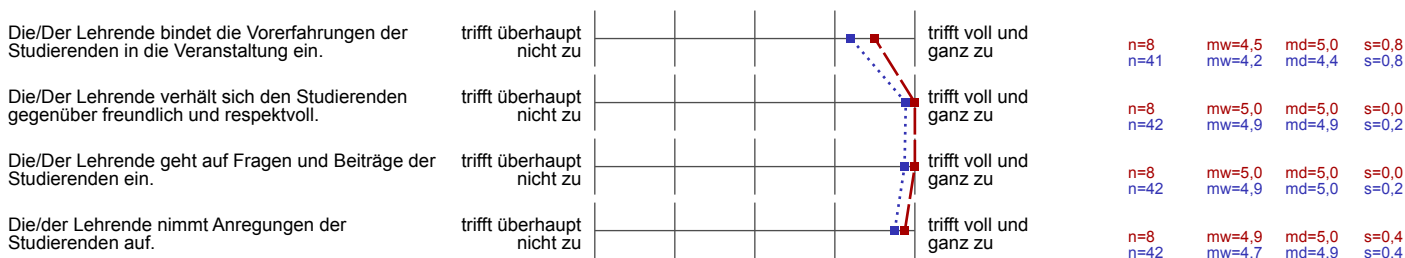 Die/Der Lehrende bindet die Vorerfahrungen der
Studierenden in die Veranstaltung ein.
trifft überhaupt
nicht zu
trifft voll und
ganz zu
n=8 mw=4,5 md=5,0 s=0,8
n=41 mw=4,2 md=4,4 s=0,8
Die/Der Lehrende verhält sich den Studierenden
gegenüber freundlich und respektvoll.
trifft überhaupt
nicht zu
trifft voll und
ganz zu
n=8 mw=5,0 md=5,0 s=0,0
n=42 mw=4,9 md=4,9 s=0,2
Die/Der Lehrende geht auf Fragen und Beiträge der
Studierenden ein.
trifft überhaupt
nicht zu
trifft voll und
ganz zu
n=8 mw=5,0 md=5,0 s=0,0
n=42 mw=4,9 md=5,0 s=0,2
Die/der Lehrende nimmt Anregungen der
Studierenden auf.
trifft überhaupt
nicht zu
trifft voll und
ganz zu
n=8 mw=4,9 md=5,0 s=0,4
n=42 mw=4,7 md=4,9 s=0,4